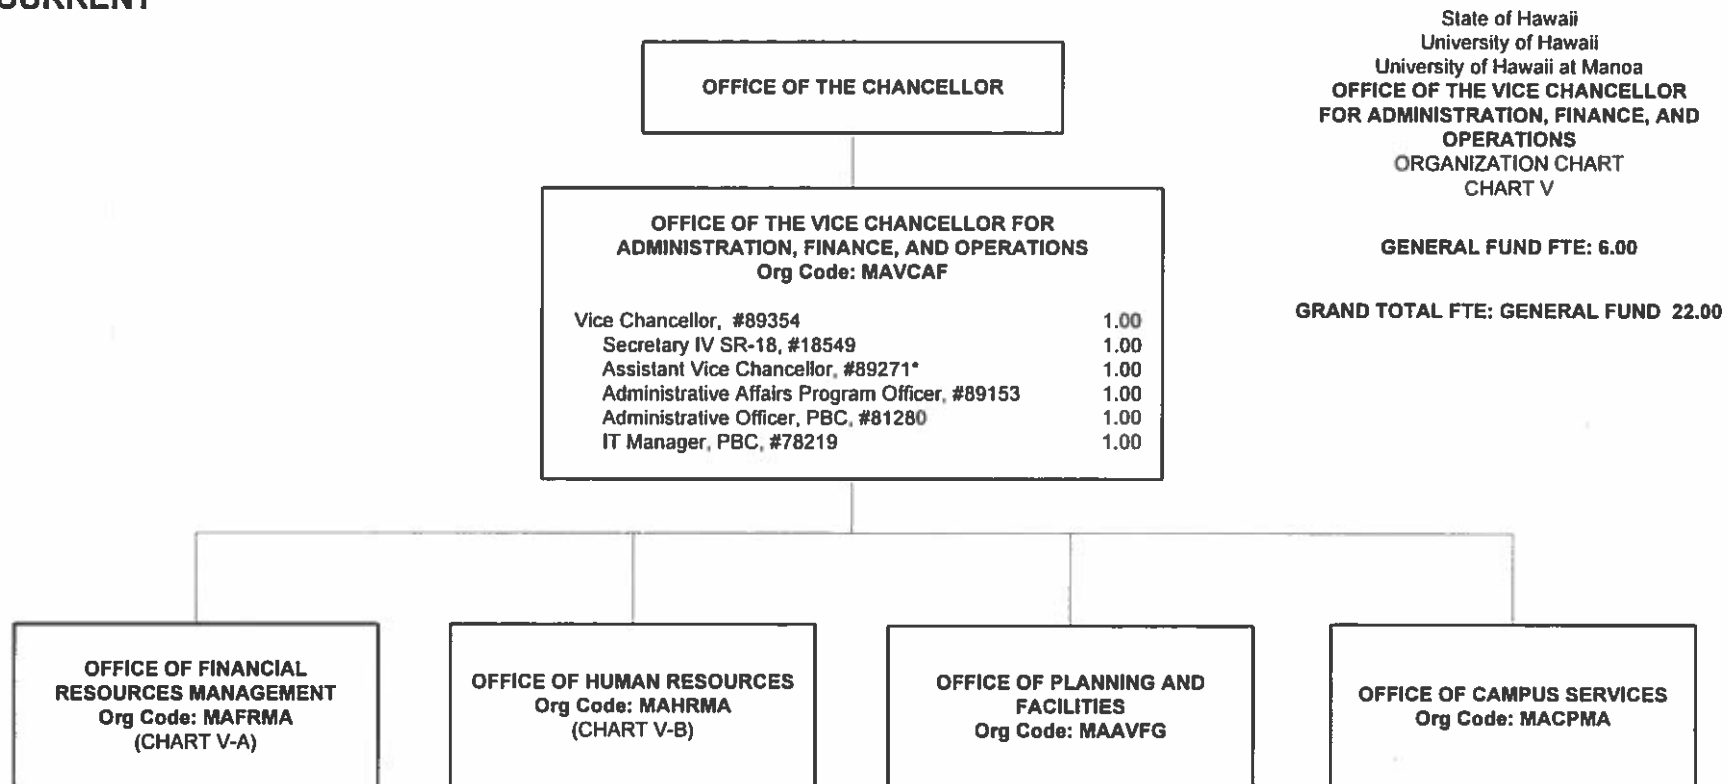 CURRENT
State of Hawaii
University of Hawaii
University of Hawaii at Manoa
OFFICE OF THE VICE CHANCELLOR
FOR ADMINISTRATION, FINANCE, AND
OPERATIONS
ORGANIZATION CHART
CHART V
GENERAL FUND FTE: 6.00
GRAND TOTAL FTE: GENERAL FUND 22.00
OFFICE OF THE CHANCELLOR
OFFICE OF THE VICE CHANCELLOR FOR
ADMINISTRATION, FINANCE, AND OPERATIONS
Org Code: MAVCAF
Vice Chancellor, #89354 1.00
Secretary IV SR-18, #18549 1.00
Assistant Vice Chancellor, #89271* 1.00
Administrative Affairs Program Officer, #89153 1.00
Administrative Officer, PBC, #81280 1.00
IT Manager, PBC, #78219 1.00
OFFICE OF FINANCIAL
RESOURCES MANAGEMENT
Org Code: MAFRMA
(CHART V-A)
OFFICE OF HUMAN RESOURCES
Org Code: MAHRMA
(CHART V-B)
OFFICE OF PLANNING AND
FACILITIES
Org Code: MAAVFG
OFFICE OF CAMPUS SERVICES
Org Code: MACPMA